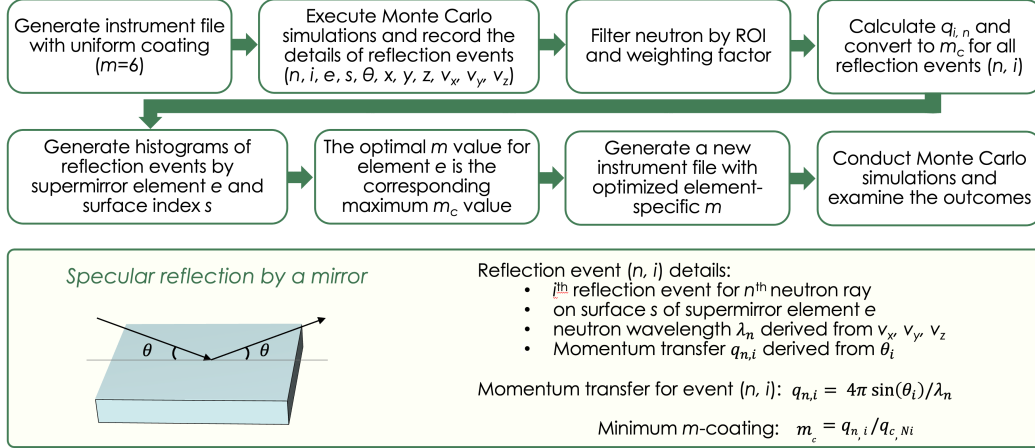 Generate instrument file
with uniform coating
(m=6)
Execute Monte Carlo
simulations and record the
details of reflection events
(n, i, e, s, θ, x, y, z, vx, vy, vz)
Filter neutron by ROI
and weighting factor
Calculate qi, n and
convert to mc for all
reflection events (n, i)
Generate histograms of
reflection events by
supermirror element e and
surface index s
The optimal m value for
element e is the
corresponding
maximum mc value
Generate a new
instrument file with
optimized element-
specific m
Conduct Monte Carlo
simulations and
examine the outcomes
Specular reflection by a mirror
θ θ
Reflection event (n, i) details:
• ith reflection event for nth neutron ray
• on surface s of supermirror element e
• neutron wavelength λn derived from vx, vy, vz
• Momentum transfer qn,i derived from θi
Momentum transfer for event (n, i): qn,i = 4π sin(θi)/λn
Minimum m-coating: mc = qn,i/qc,Ni